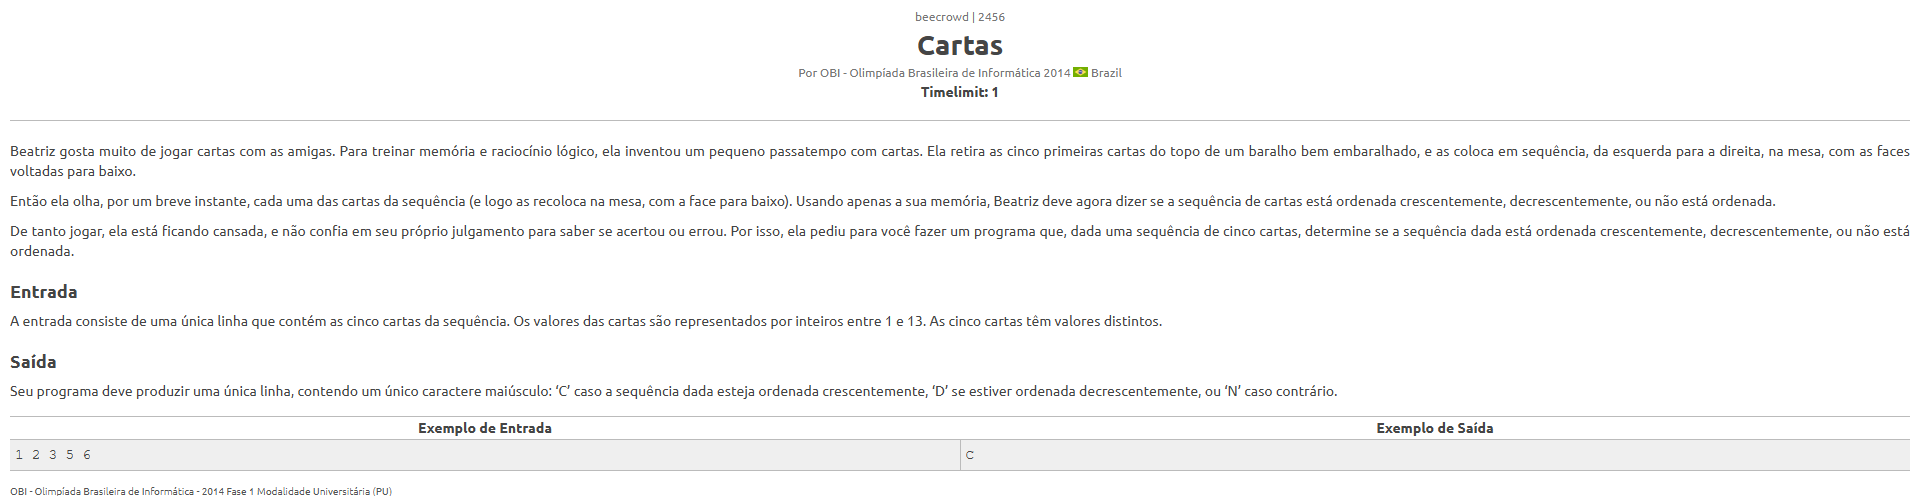 beecrowd | 2456
Cartas
Por OBI - Olimpíada Brasileira de Informática 2014 Brazil
Timelimit: 1
Beatriz gosta muito de jogar cartas com as amigas. Para treinar memória e raciocínio lógico, ela inventou um pequeno passatempo com cartas. Ela retira as cinco primeiras cartas do topo de um baralho bem embaralhado, e as coloca em sequência, da esquerda para a direita, na mesa, com as faces
voltadas para baixo.
Então ela olha, por um breve instante, cada uma das cartas da sequência (e logo as recoloca na mesa, com a face para baixo). Usando apenas a sua memória, Beatriz deve agora dizer se a sequência de cartas está ordenada crescentemente, decrescentemente, ou não está ordenada.
De tanto jogar, ela está ficando cansada, e não confia em seu próprio julgamento para saber se acertou ou errou. Por isso, ela pediu para você fazer um programa que, dada uma sequência de cinco cartas, determine se a sequência dada está ordenada crescentemente, decrescentemente, ou não está
ordenada.
Entrada
A entrada consiste de uma única linha que contém as cinco cartas da sequência. Os valores das cartas são representados por inteiros entre 1 e 13. As cinco cartas têm valores distintos.
Saída
Seu programa deve produzir uma única linha, contendo um único caractere maiúsculo: ‘C’ caso a sequência dada esteja ordenada crescentemente, ‘D’ se estiver ordenada decrescentemente, ou ‘N’ caso contrário.
Exemplo de Entrada Exemplo de Saída
1 2 3 5 6 C
OBI - Olimpíada Brasileira de Informática - 2014 Fase 1 Modalidade Universitária (PU)